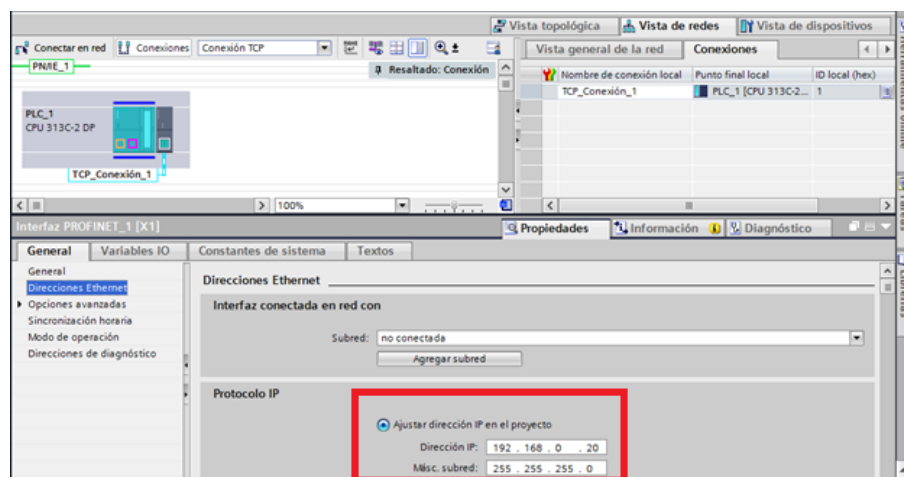 Vista topológica Vista de redes Vista de dispositivos
Conectar en red Conexiones Conexión TCP
Vista general de la red Conexiones
PN/IE_1
Resaltado: Conexión
Nombre de conexión local Punto final local ID local (hex)
TCP_Conexión_1 PLC_1 [CPU 313C-2... 1
PLC_1
CPU 313C-2 DP
TCP_Conexión_1
100%
Interfaz PROFINET_1 [X1]
Propiedades Información Diagnóstico
General Variables IO Constantes de sistema Textos
General
Direcciones Ethernet
Opciones avanzadas
Sincronización horaria
Modo de operación
Direcciones de diagnóstico
Direcciones Ethernet
Interfaz conectada en red con
Subred: no conectada
Agregar subred
Protocolo IP
Ajustar dirección IP en el proyecto
Dirección IP: 192 . 168 . 0 . 20
Másc. subred: 255 . 255 . 255 . 0